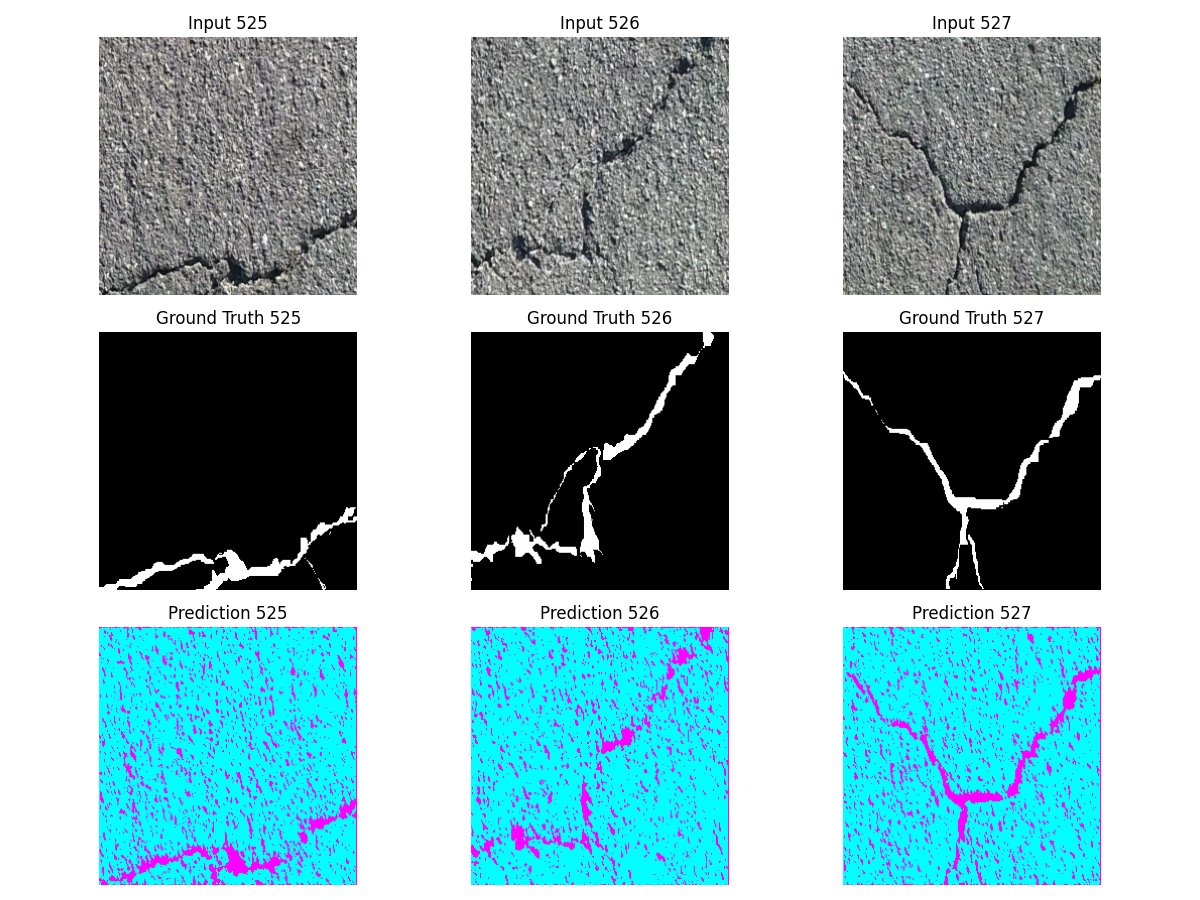 Input 525
Input 526
Input 527
Ground Truth 525
Ground Truth 526
Ground Truth 527
Prediction 525
Prediction 526
Prediction 527